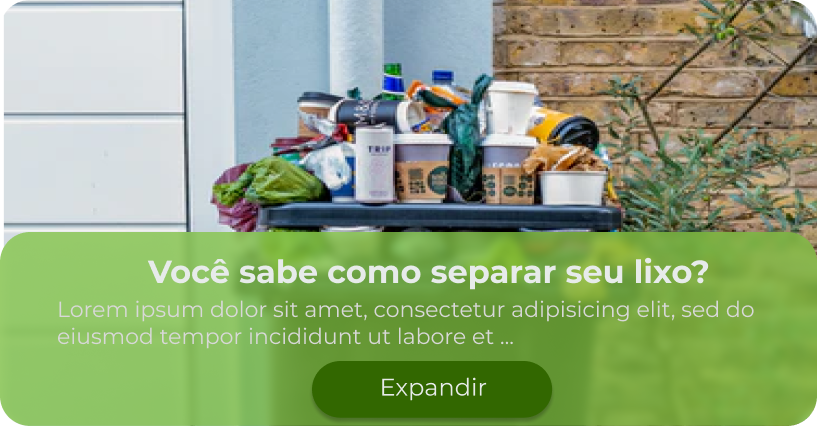 TRIP
Você sabe como separar seu lixo?
Lorem ipsum dolor sit amet, consectetur adipisicing elit, sed do
eiusmod tempor incididunt ut labore et ...
Expandir